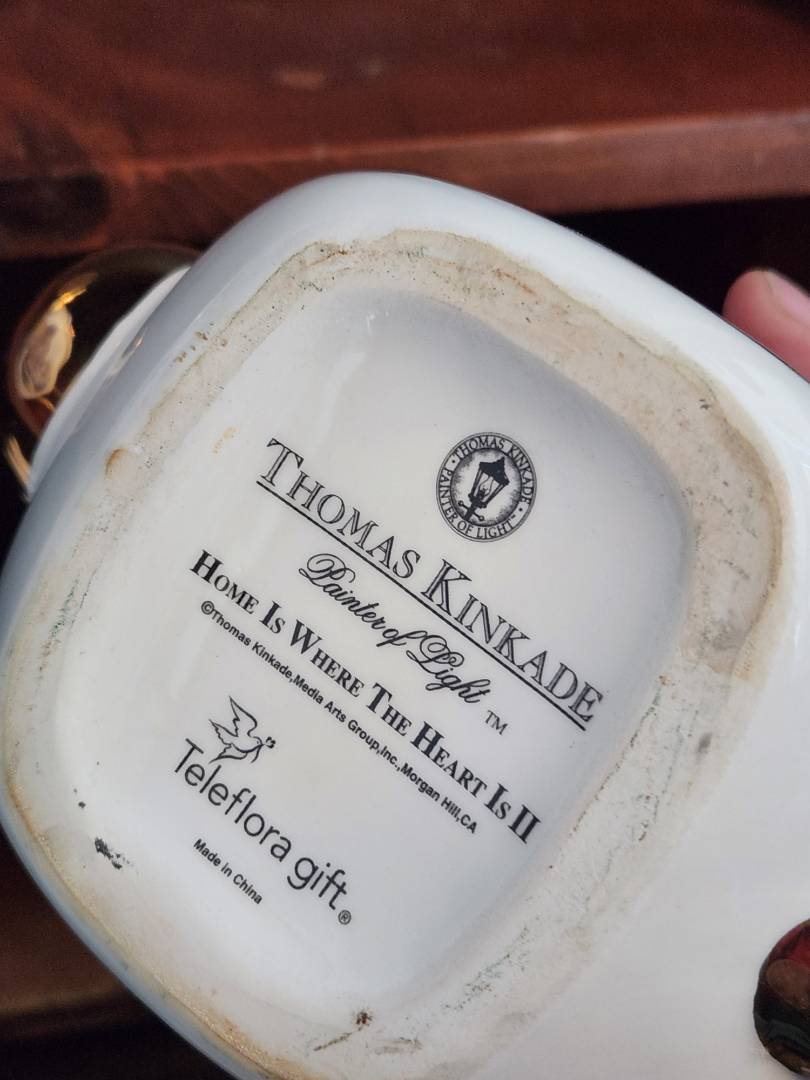 · THOMAS KINKADE · PAINTER OF LIGHT™
THOMAS KINKADE
Painter of Light ™
HOME IS WHERE THE HEART IS II
©Thomas Kinkade,Media Arts Group,Inc.,Morgan Hill,CA
Teleflora gift®
Made in China